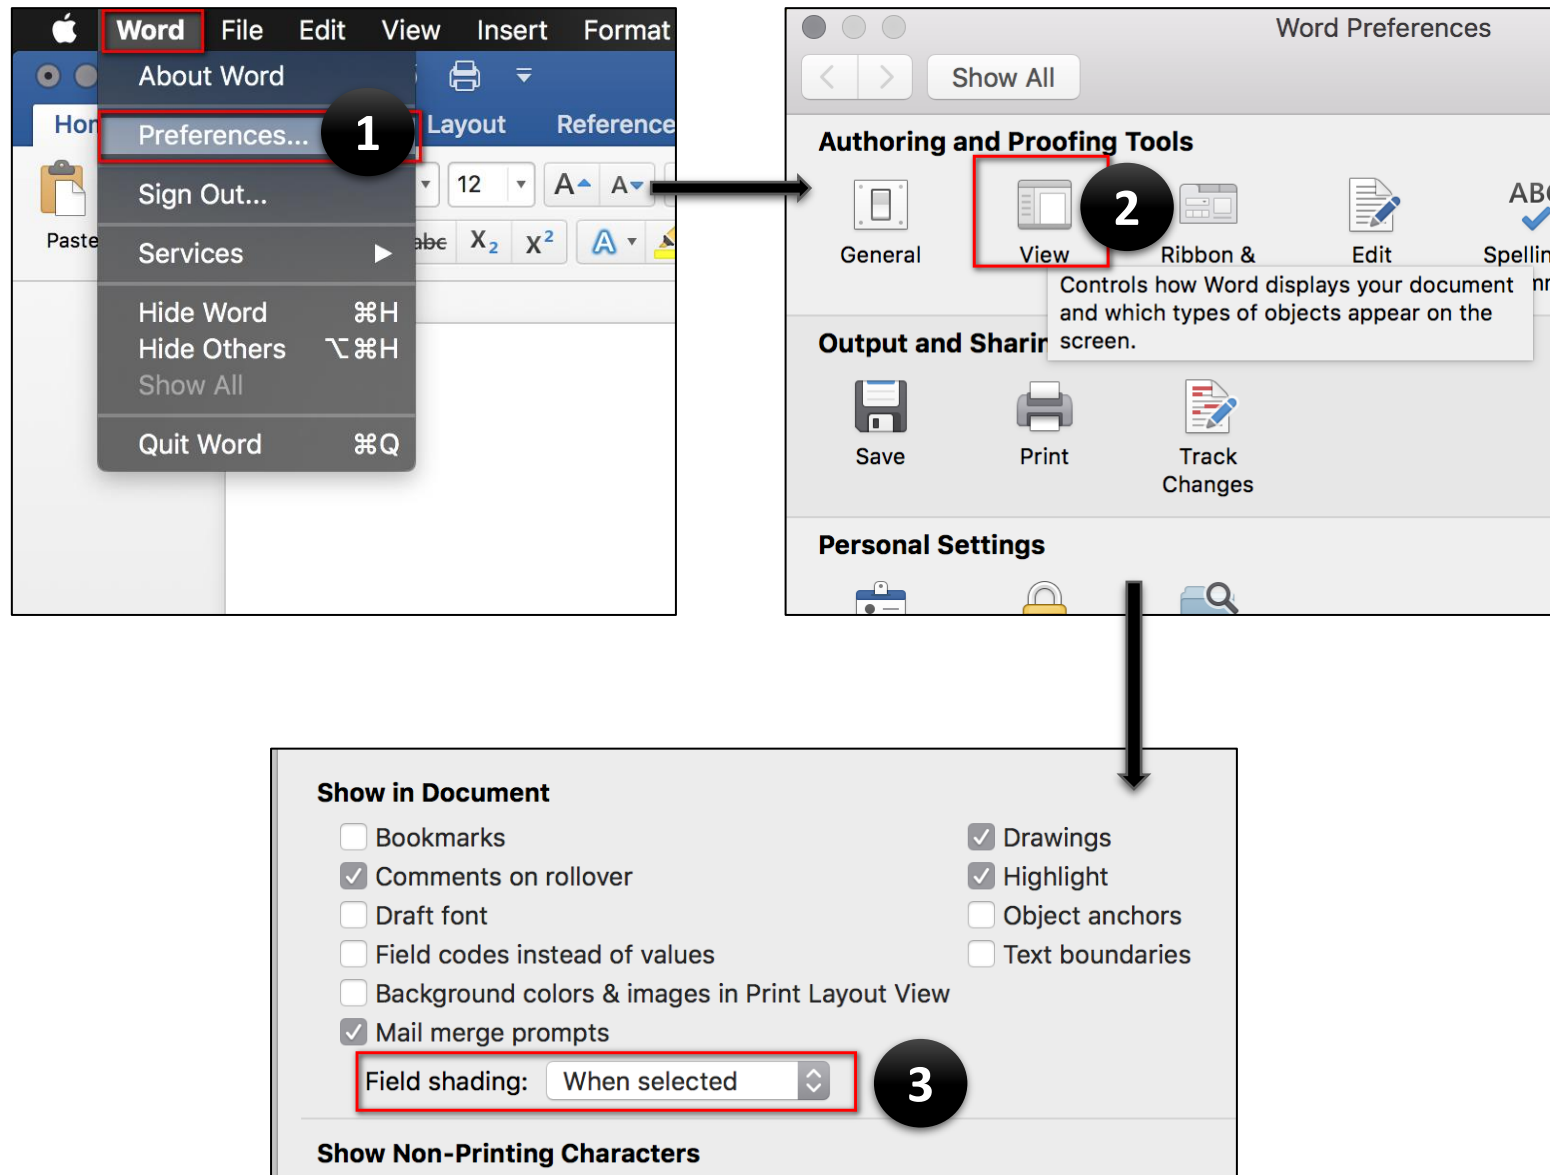 Word File Edit View Insert Format
About Word
Preferences...
1
Layout
Sign Out...
12
A A
Paste
Services
abc X2 X2 A
Hide Word ⌘H
Hide Others ⌥⌘H
Show All
Quit Word ⌘Q
Word Preferences
Show All
Authoring and Proofing Tools
2
General
View
Ribbon &
Edit
Controls how Word displays your document
and which types of objects appear on the
screen.
Output and
Save
Print
Track
Changes
Personal Settings
Show in Document
Bookmarks
Drawings
Comments on rollover
Highlight
Draft font
Object anchors
Field codes instead of values
Text boundaries
Background colors & images in Print Layout View
Mail merge prompts
Field shading: When selected
3
Show Non-Printing Characters